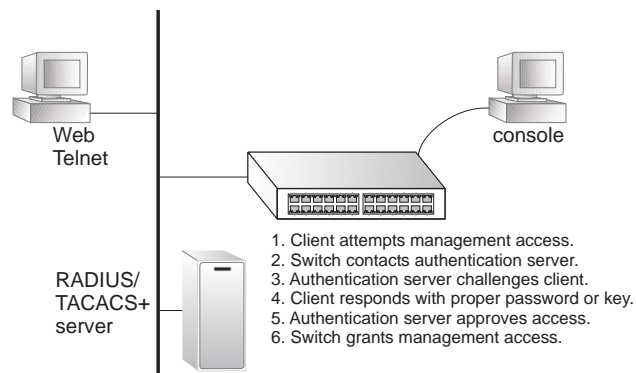 Web
Telnet
console
RADIUS/
TACACS+
server
1. Client attempts management access.
2. Switch contacts authentication server.
3. Authentication server challenges client.
4. Client responds with proper password or key.
5. Authentication server approves access.
6. Switch grants management access.